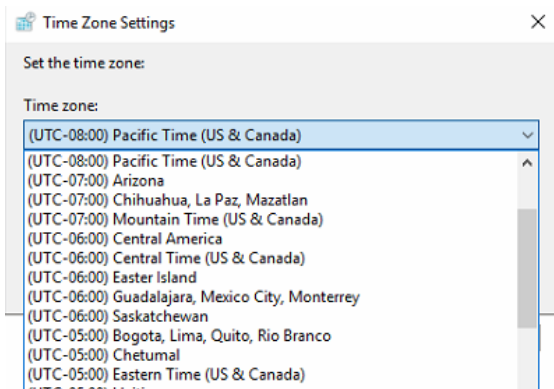 Time Zone Settings
Set the time zone:
Time zone:
(UTC-08:00) Pacific Time (US & Canada)
(UTC-08:00) Pacific Time (US & Canada)
(UTC-07:00) Arizona
(UTC-07:00) Chihuahua, La Paz, Mazatlan
(UTC-07:00) Mountain Time (US & Canada)
(UTC-06:00) Central America
(UTC-06:00) Central Time (US & Canada)
(UTC-06:00) Easter Island
(UTC-06:00) Guadalajara, Mexico City, Monterrey
(UTC-06:00) Saskatchewan
(UTC-05:00) Bogota, Lima, Quito, Rio Branco
(UTC-05:00) Chetumal
(UTC-05:00) Eastern Time (US & Canada)